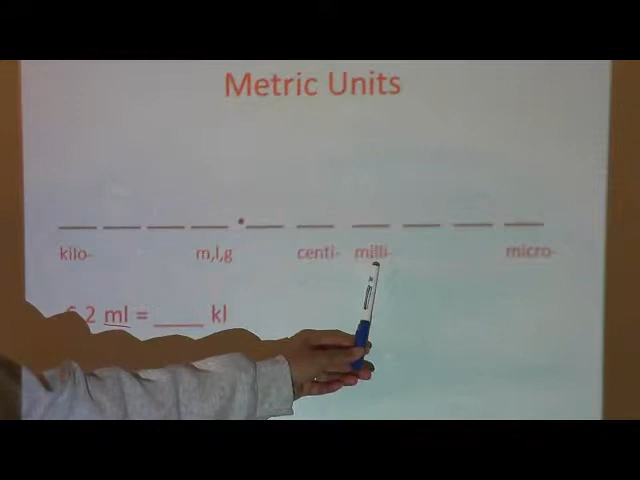 Metric Units
kilo- m,l,g centi- milli- micro-
2 ml = ____ kl